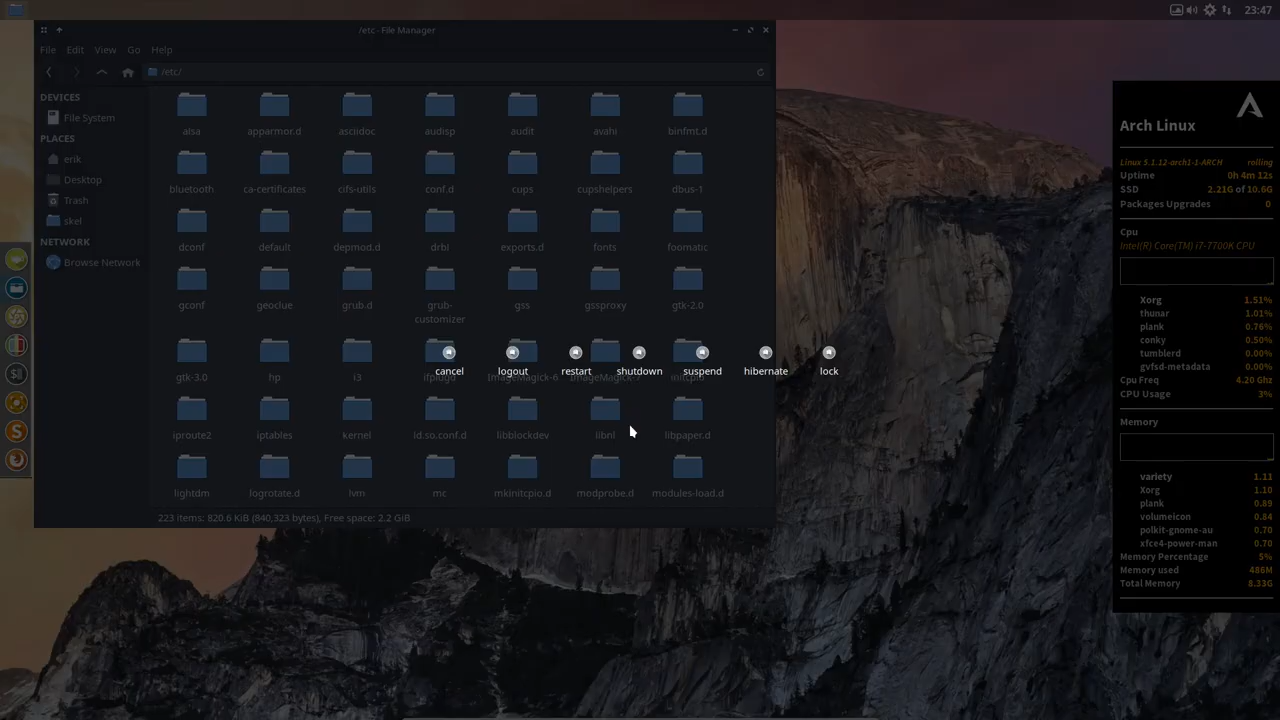 23:47
/etc - File Manager
File Edit View Go Help
/etc/
DEVICES
File System
PLACES
erik
Desktop
Trash
skel
NETWORK
Browse Network
alsa apparmor.d asciidoc audisp audit avahi binfmt.d
bluetooth ca-certificates cifs-utils conf.d cups cupshelpers dbus-1
dconf default depmod.d drbl exports.d fonts foomatic
gconf geoclue grub.d grub-customizer gss gssproxy gtk-2.0
gtk-3.0 hp i3 ifplugd ImageMagick-6 ImageMagick-7 initcpio
cancel logout restart shutdown suspend hibernate lock
iproute2 iptables kernel ld.so.conf.d libblockdev libnl libpaper.d
lightdm logrotate.d lvm mc mkinitcpio.d modprobe.d modules-load.d
223 items: 820.6 KiB (840,323 bytes), Free space: 2.2 GiB
Arch Linux
Linux 5.1.12-arch1-1-ARCH rolling
Uptime 0h 4m 12s
SSD 2.21G of 10.6G
Packages Upgrades 0
Cpu
Intel(R) Core(TM) i7-7700K CPU
Xorg 1.51%
thunar 1.01%
plank 0.76%
conky 0.50%
tumblerd 0.00%
gvfsd-metadata 0.00%
Cpu Freq 4.20 Ghz
CPU Usage 3%
Memory
variety 1.11
Xorg 1.10
plank 0.89
volumeicon 0.84
polkit-gnome-au 0.70
xfce4-power-man 0.70
Memory Percentage 5%
Memory used 486M
Total Memory 8.33G